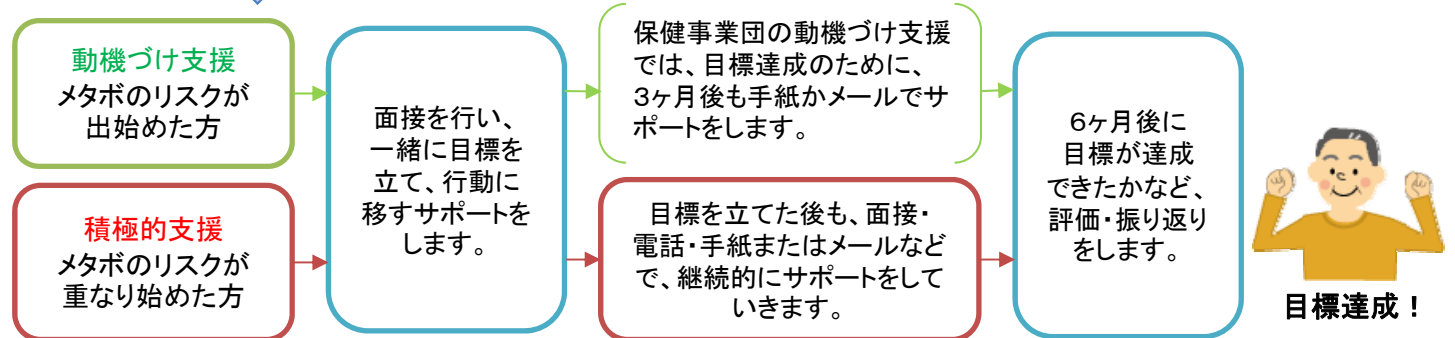 動機づけ支援
メタボのリスクが
出始めた方
積極的支援
メタボのリスクが
重なり始めた方
面接を行い、
一緒に目標を
立て、行動に
移すサポートを
します。
保健事業団の動機づけ支援
では、目標達成のために、
３ヶ月後も手紙かメールでサ
ポートをします。
目標を立てた後も、面接・
電話・手紙またはメールなど
で、継続的にサポートをして
いきます。
６ヶ月後に
目標が達成
できたかなど、
評価・振り返り
をします。
目標達成！